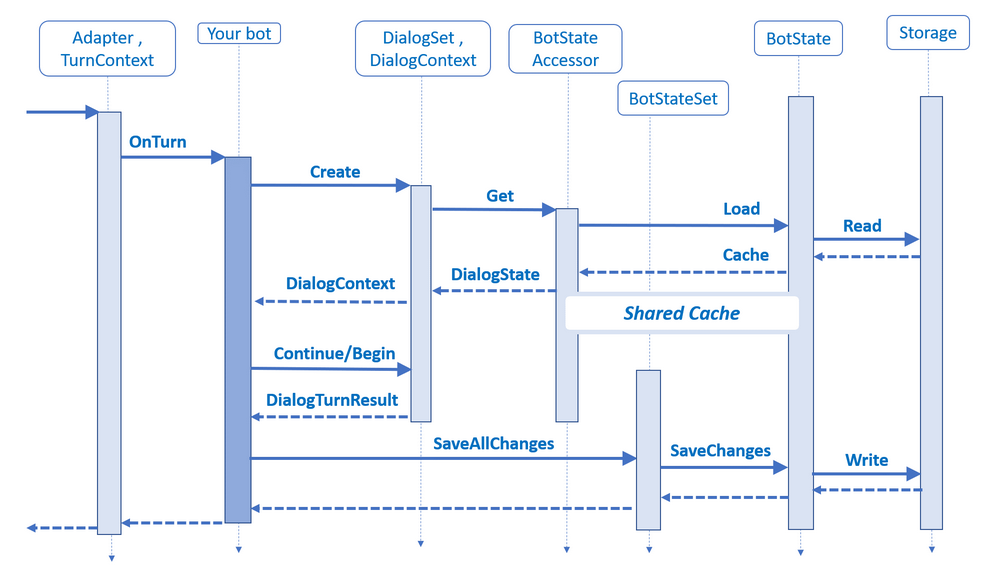 Adapter ,
TurnContext
Your bot
DialogSet ,
DialogContext
BotState
Accessor
BotStateSet
BotState
Storage
OnTurn
Create
Get
Load
Read
Cache
DialogState
DialogContext
Shared Cache
Continue/Begin
DialogTurnResult
SaveAllChanges
SaveChanges
Write